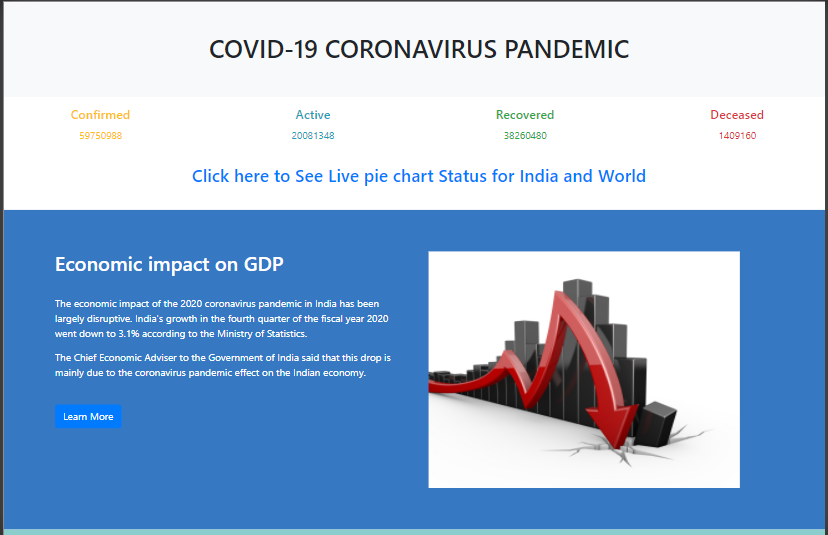 COVID-19 CORONAVIRUS PANDEMIC
Confirmed Active Recovered Deceased
59750988 20081348 38260480 1409160
Click here to See Live pie chart Status for India and World
Economic impact on GDP
The economic impact of the 2020 coronavirus pandemic in India has been
largely disruptive. India's growth in the fourth quarter of the fiscal year 2020
went down to 3.1% according to the Ministry of Statistics.
The Chief Economic Adviser to the Government of India said that this drop is
mainly due to the coronavirus pandemic effect on the Indian economy.
Learn More